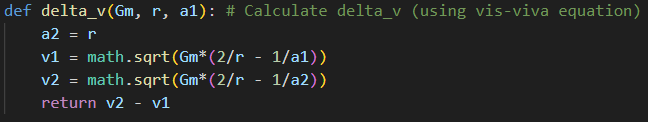 def delta_v(Gm, r, a1): # Calculate delta_v (using vis-viva equation)
    a2 = r
    v1 = math.sqrt(Gm*(2/r - 1/a1))
    v2 = math.sqrt(Gm*(2/r - 1/a2))
    return v2 - v1